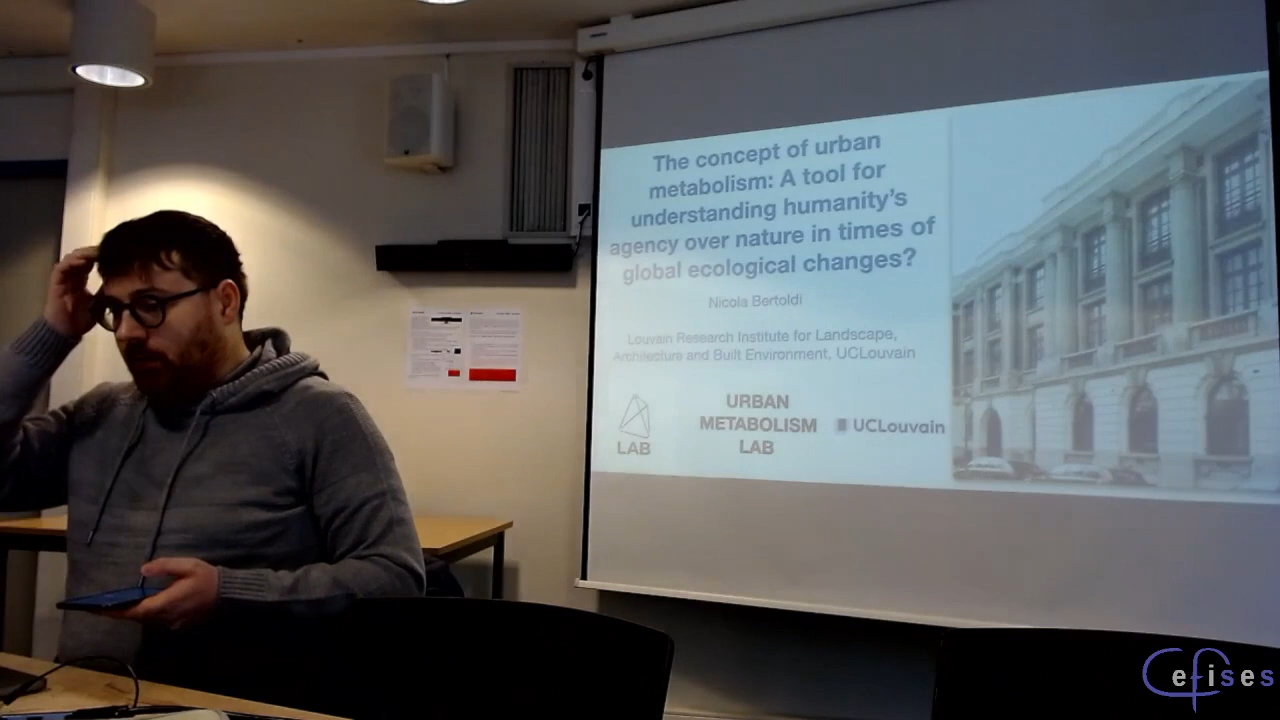 The concept of urban
metabolism: A tool for
understanding humanity's
agency over nature in times of
global ecological changes?
Nicola Bertoldi
Louvain Research Institute for Landscape,
Architecture and Built Environment, UCLouvain
LAB
URBAN
METABOLISM
LAB
UCLouvain
Cefises